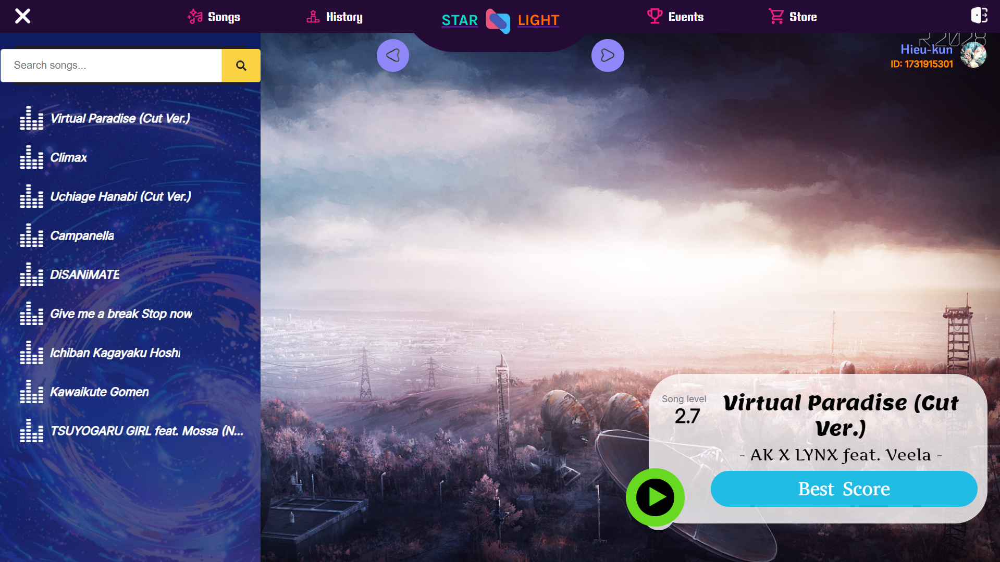 Songs
History
STAR LIGHT
Events
Store
R2028
Hieu-kun
ID: 1731915301
Search songs...
Virtual Paradise (Cut Ver.)
Climax
Uchiage Hanabi (Cut Ver.)
Campanella
DiSANiMATE
Give me a break Stop now
Ichiban Kagayaku Hoshi
Kawaikute Gomen
TSUYOGARU GIRL feat. Mossa (N...
Song level
2.7
Virtual Paradise (Cut
Ver.)
- AK X LYNX feat. Veela -
Best Score